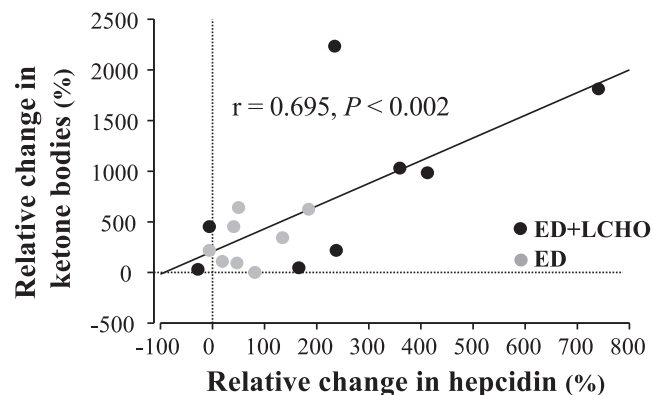 2500
2000
1500
1000
500
0
-500
Relative change in
ketone bodies (%)
r = 0.695, P < 0.002
ED+LCHO
ED
-100 0 100 200 300 400 500 600 700 800
Relative change in hepcidin (%)